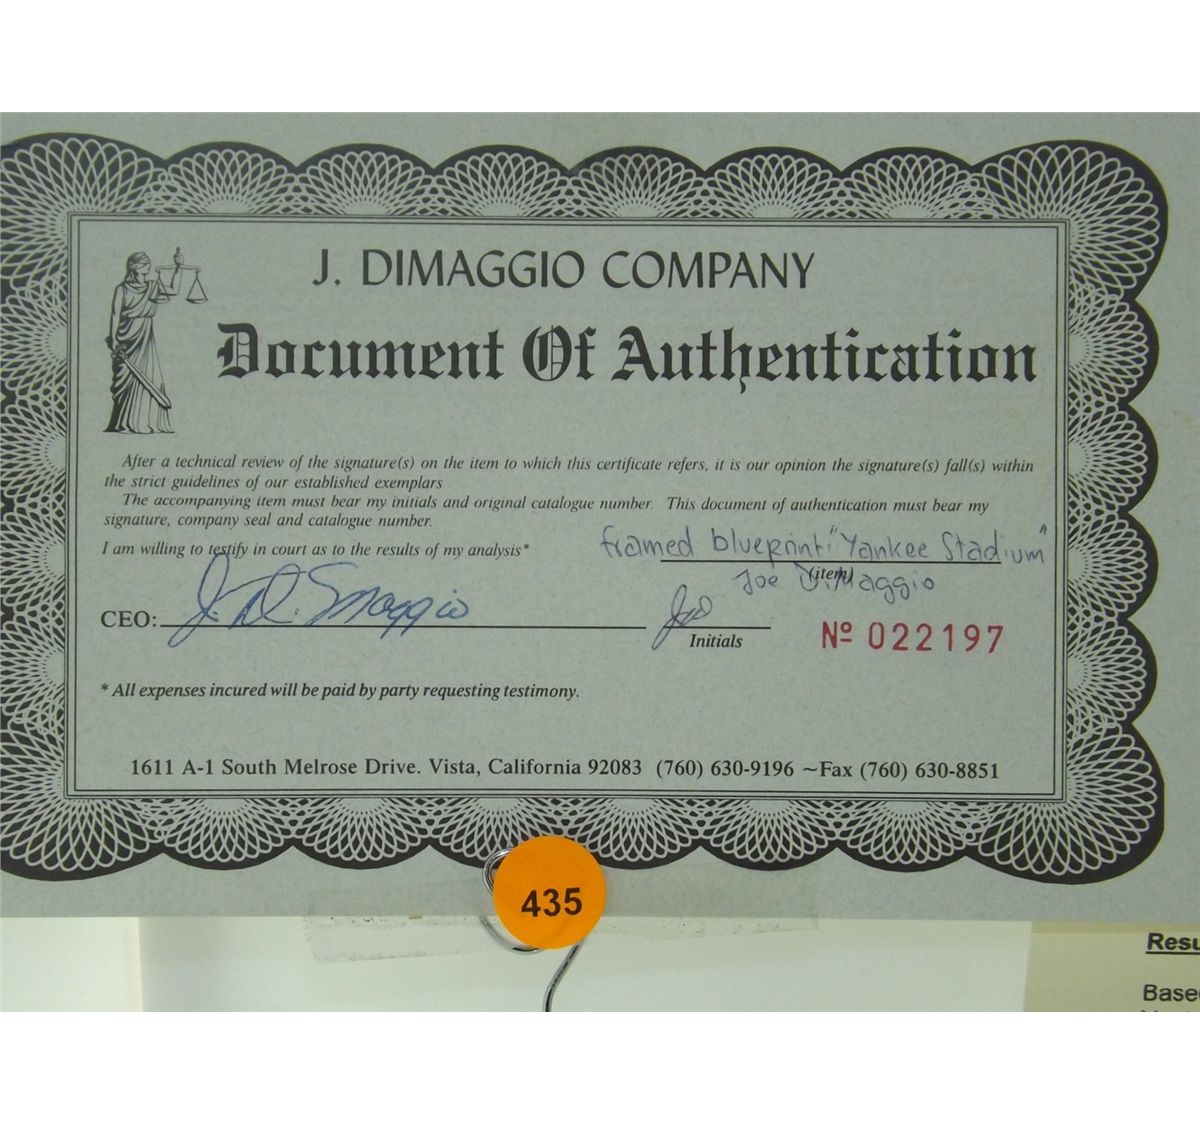 J. DIMAGGIO COMPANY
Document Of Authentication
After a technical review of the signature(s) on the item to which this certificate refers, it is our opinion the signature(s) fall(s) within
the strict guidelines of our established exemplars
The accompanying item must bear my initials and original catalogue number. This document of authentication must bear my
signature, company seal and catalogue number.
I am willing to testify in court as to the results of my analysis*
framed blueprint "Yankee Stadium"
(item)
Joe DiMaggio
CEO: J. DiMaggio
JD
Initials
Nº 022197
* All expenses incured will be paid by party requesting testimony.
1611 A-1 South Melrose Drive. Vista, California 92083 (760) 630-9196 ~Fax (760) 630-8851
435
Resu
Base